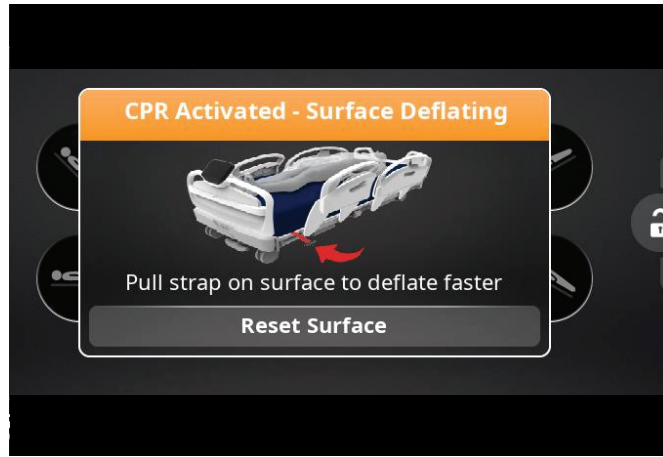 CPR Activated - Surface Deflating
Pull strap on surface to deflate faster
Reset Surface